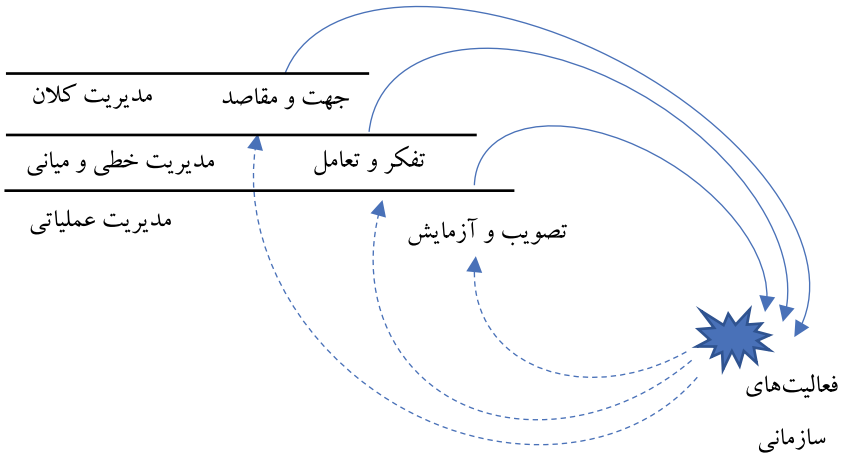 جهت و مقاصد
مدیریت کلان
تفکر و تعامل
مدیریت خطی و میانی
تصویب و آزمایش
مدیریت عملیاتی
فعالیت‌های
سازمانی